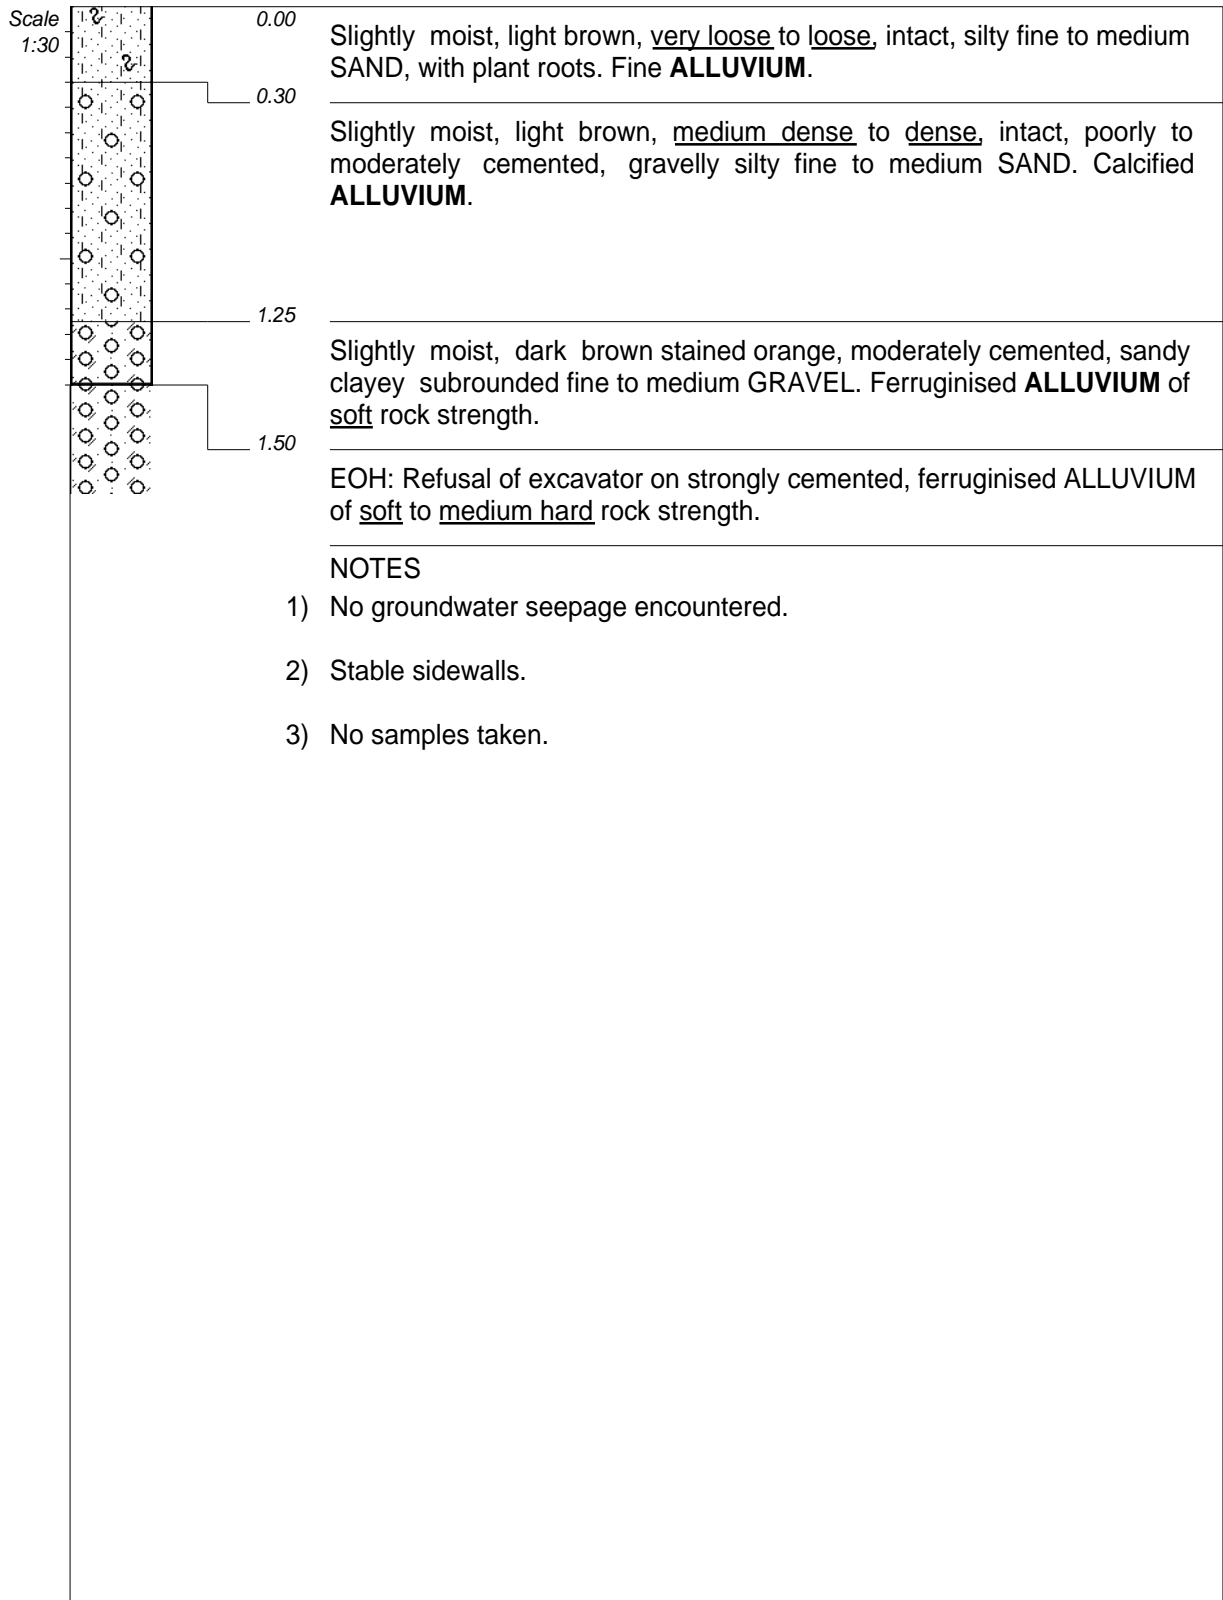 Scale
1:30
0.00
Slightly moist, light brown, very loose to loose, intact, silty fine to medium
SAND, with plant roots. Fine ALLUVIUM.
0.30
Slightly moist, light brown, medium dense to dense, intact, poorly to
moderately cemented, gravelly silty fine to medium SAND. Calcified
ALLUVIUM.
1.25
Slightly moist, dark brown stained orange, moderately cemented, sandy
clayey subrounded fine to medium GRAVEL. Ferruginised ALLUVIUM of
soft rock strength.
1.50
EOH: Refusal of excavator on strongly cemented, ferruginised ALLUVIUM
of soft to medium hard rock strength.
NOTES
1) No groundwater seepage encountered.
2) Stable sidewalls.
3) No samples taken.